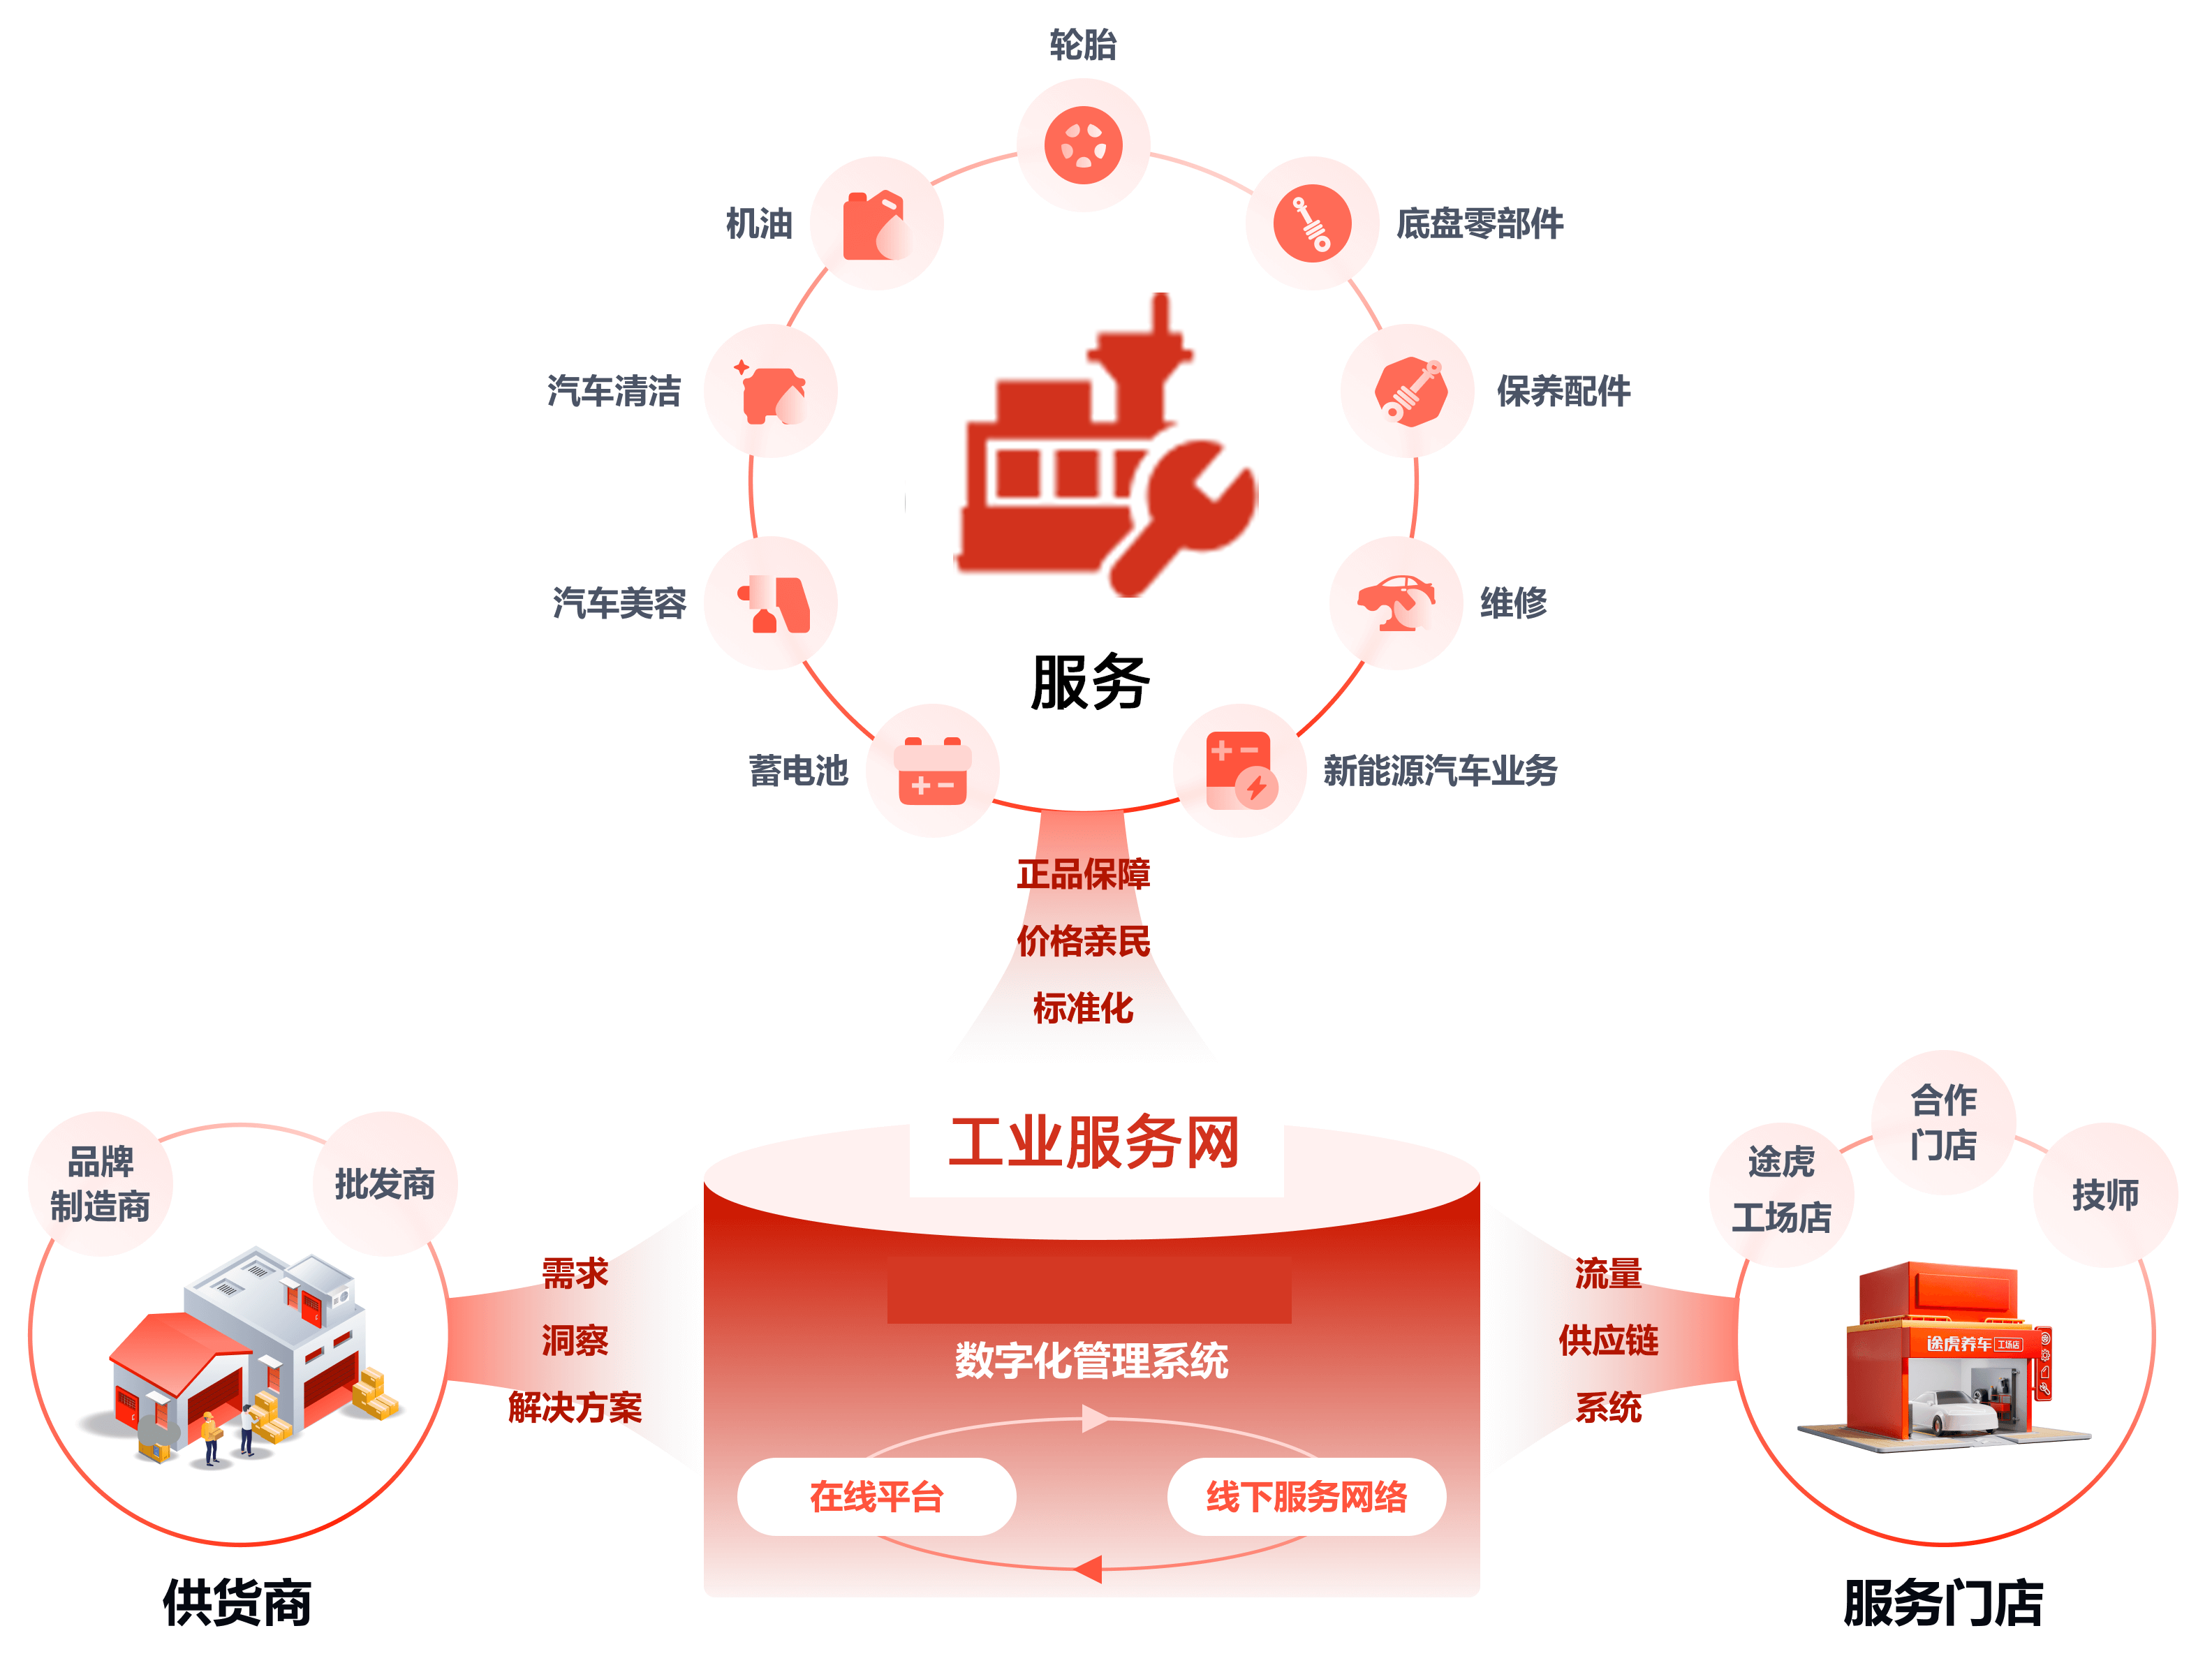 轮胎
机油
底盘零部件
汽车清洁
保养配件
汽车美容
维修
服务
蓄电池
新能源汽车业务
正品保障
价格亲民
标准化
品牌
制造商
批发商
需求
洞察
解决方案
供货商
工业服务网
数字化管理系统
在线平台
线下服务网络
流量
供应链
系统
合作
门店
途虎
工场店
技师
途虎养车 工场店
服务门店